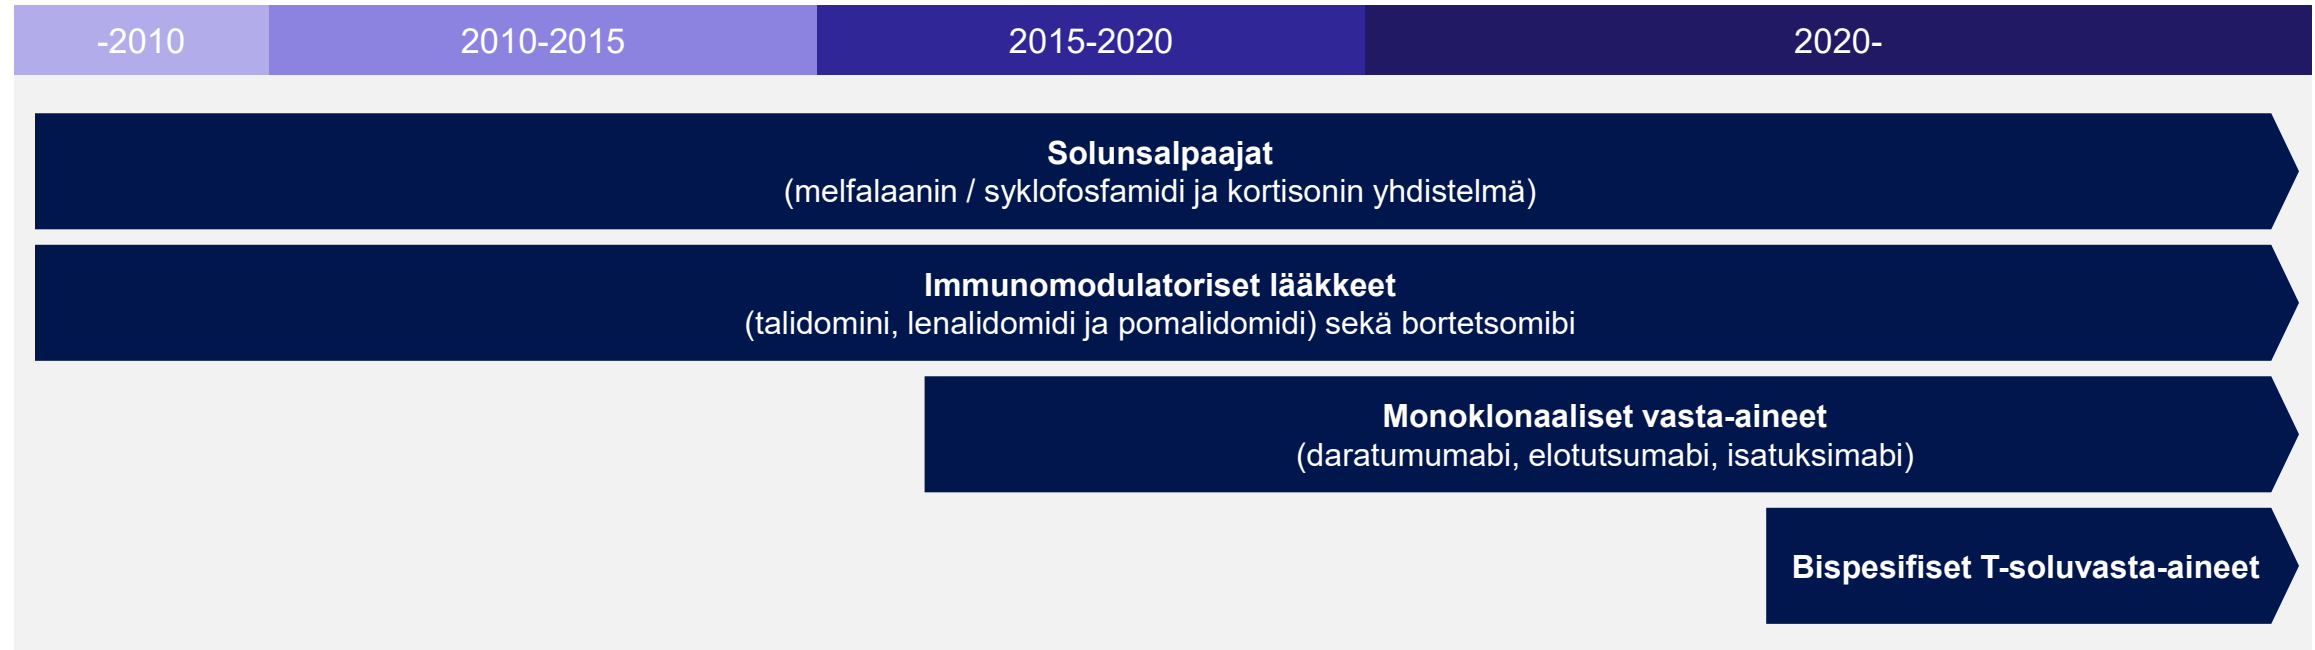 -2010
2010-2015
2015-2020
2020-
Solunsalpaajat
(melfalaanin / syklofosfamidi ja kortisonin yhdistelmä)
Immunomodulatoriset lääkkeet
(talidomini, lenalidomidi ja pomalidomidi) sekä bortetsomibi
Monoklonaaliset vasta-aineet
(daratumumabi, elotutsumabi, isatuksimabi)
Bispesifiset T-soluvasta-aineet